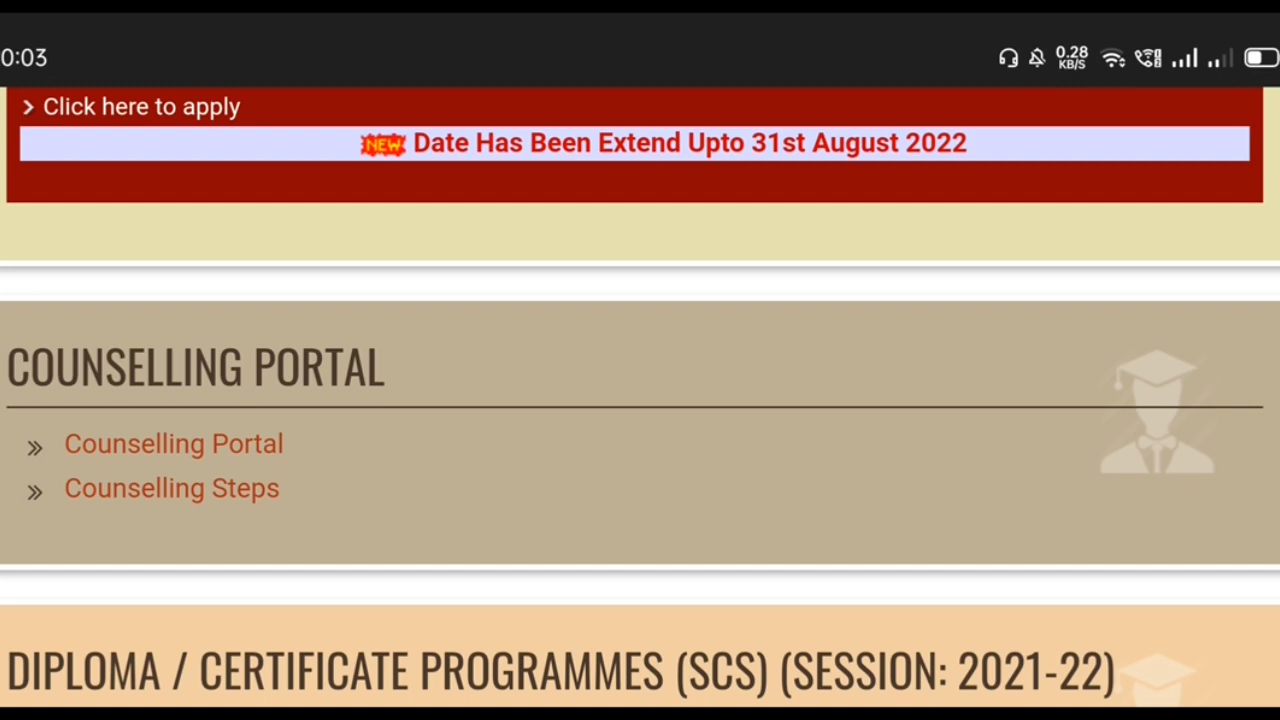 0:03
0.28
KB/S
Click here to apply
NEW Date Has Been Extend Upto 31st August 2022
COUNSELLING PORTAL
Counselling Portal
Counselling Steps
DIPLOMA / CERTIFICATE PROGRAMMES (SCS) (SESSION: 2021-22)